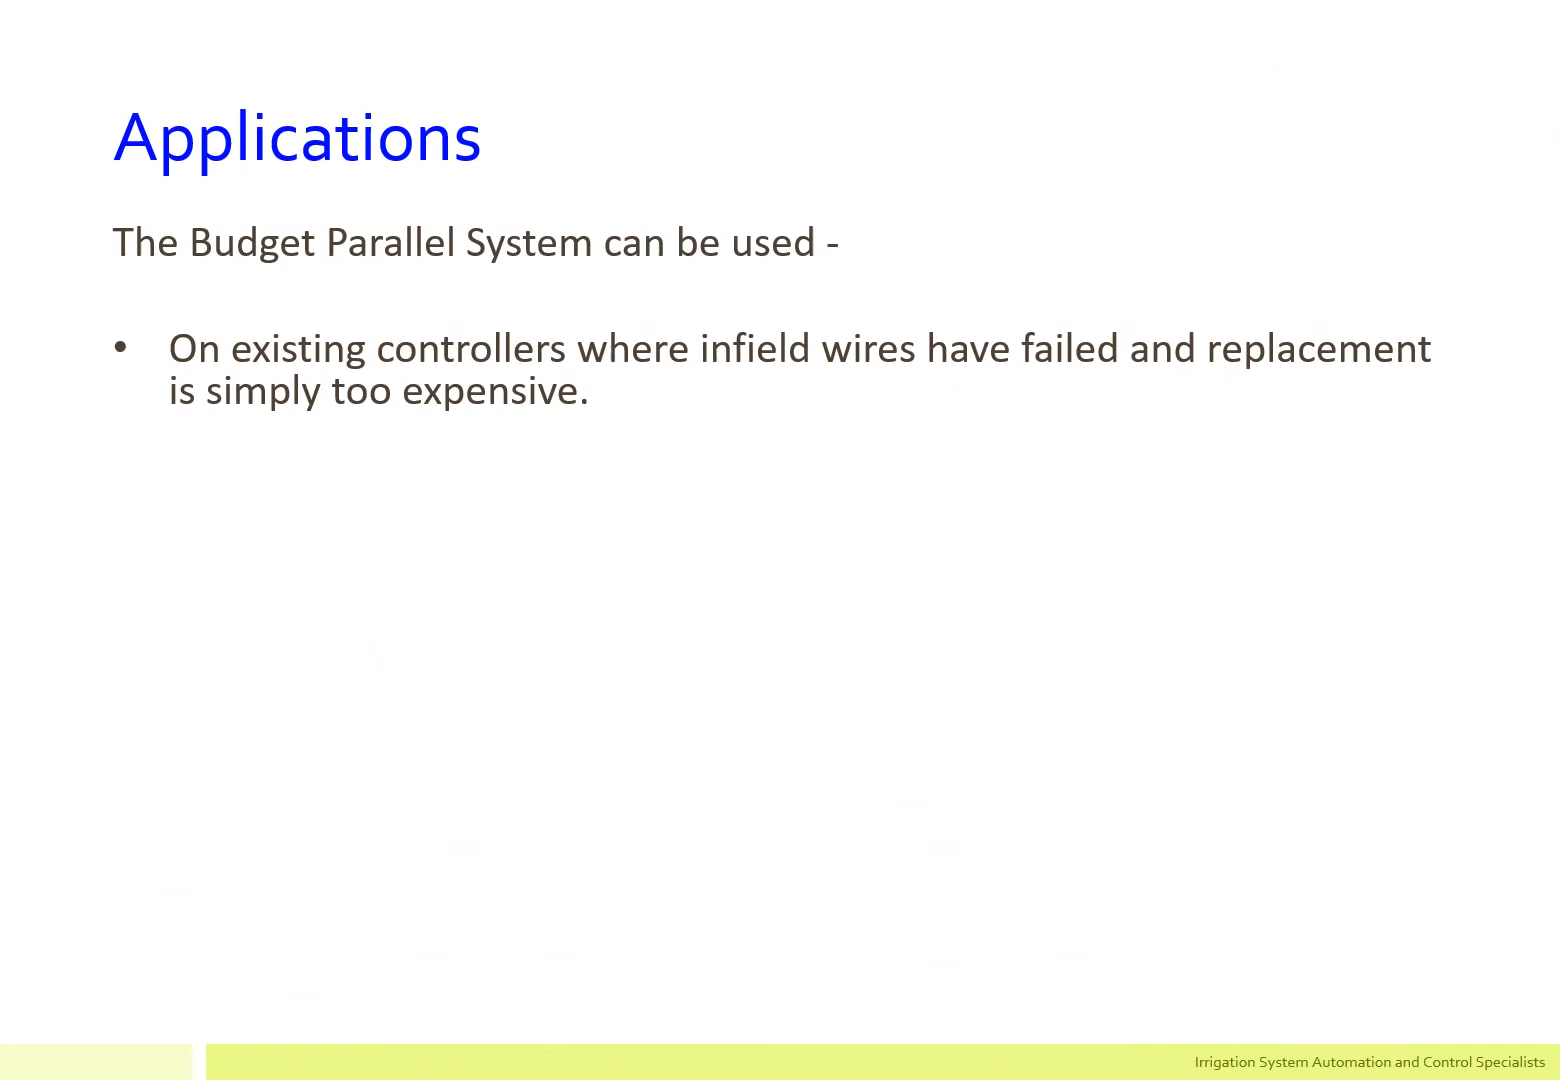 Applications
The Budget Parallel System can be used -
• On existing controllers where infield wires have failed and replacement
is simply too expensive.
Irrigation System Automation and Control Specialists